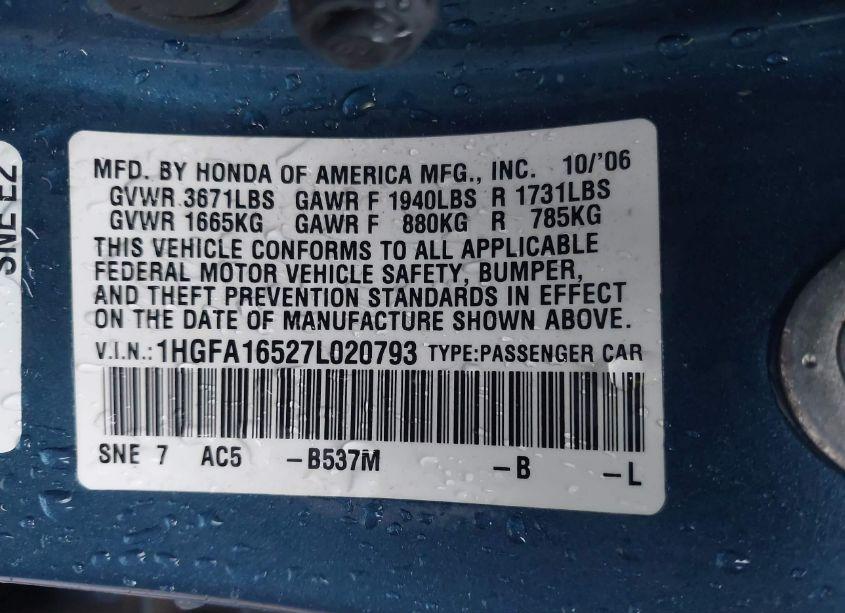 MFD. BY HONDA OF AMERICA MFG., INC. 10/'06
GVWR 3671LBS GAWR F 1940LBS R 1731LBS
GVWR 1665KG GAWR F 880KG R 785KG
THIS VEHICLE CONFORMS TO ALL APPLICABLE
FEDERAL MOTOR VEHICLE SAFETY, BUMPER,
AND THEFT PREVENTION STANDARDS IN EFFECT
ON THE DATE OF MANUFACTURE SHOWN ABOVE.
V.I.N.:1HGFA16527L020793 TYPE:PASSENGER CAR
SNE 7 AC5 -B537M -B -L
SNE E2